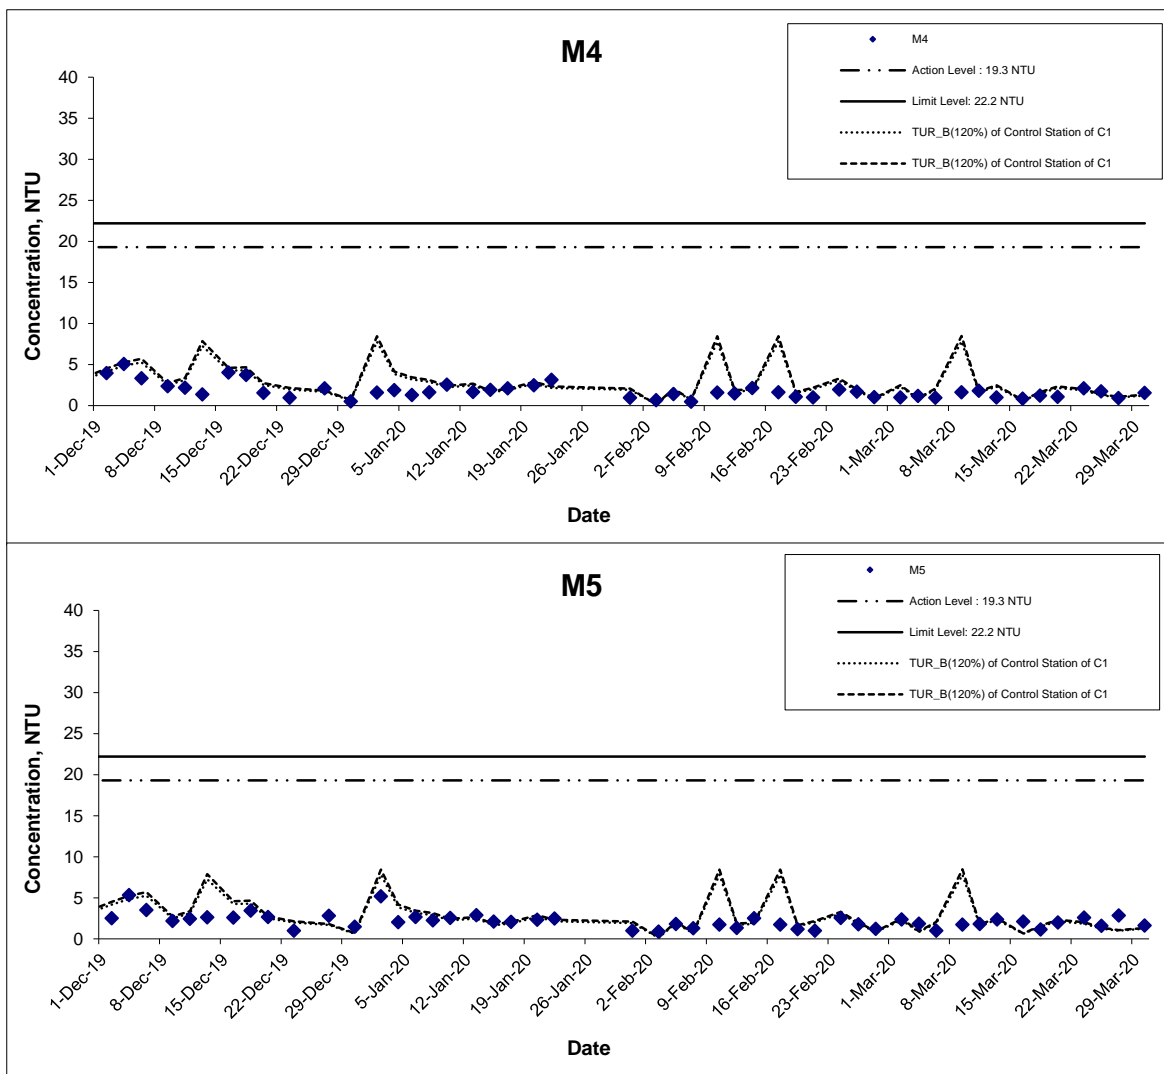 M4
M4
Action Level : 19.3 NTU
Limit Level: 22.2 NTU
TUR_B(120%) of Control Station of C1
TUR_B(120%) of Control Station of C1
Concentration, NTU
40
35
30
25
20
15
10
5
0
1-Dec-19
8-Dec-19
15-Dec-19
22-Dec-19
29-Dec-19
5-Jan-20
12-Jan-20
19-Jan-20
26-Jan-20
2-Feb-20
9-Feb-20
16-Feb-20
23-Feb-20
1-Mar-20
8-Mar-20
15-Mar-20
22-Mar-20
29-Mar-20
Date
M5
M5
Action Level : 19.3 NTU
Limit Level: 22.2 NTU
TUR_B(120%) of Control Station of C1
TUR_B(120%) of Control Station of C1
Concentration, NTU
40
35
30
25
20
15
10
5
0
1-Dec-19
8-Dec-19
15-Dec-19
22-Dec-19
29-Dec-19
5-Jan-20
12-Jan-20
19-Jan-20
26-Jan-20
2-Feb-20
9-Feb-20
16-Feb-20
23-Feb-20
1-Mar-20
8-Mar-20
15-Mar-20
22-Mar-20
29-Mar-20
Date